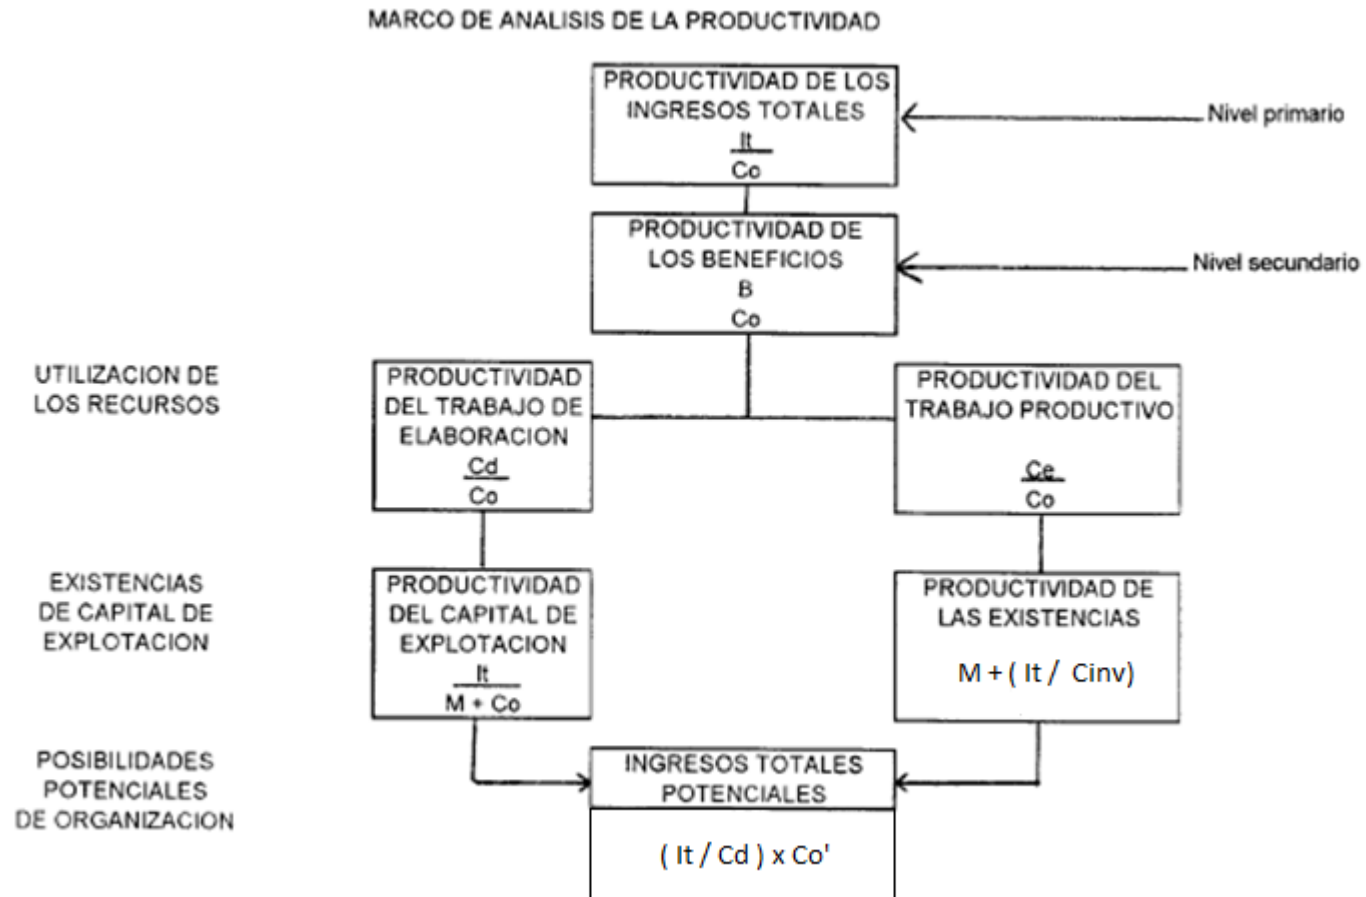 MARCO DE ANALISIS DE LA PRODUCTIVIDAD
PRODUCTIVIDAD DE LOS
INGRESOS TOTALES
It
Co
Nivel primario
PRODUCTIVIDAD DE
LOS BENEFICIOS
B
Co
Nivel secundario
UTILIZACION DE
LOS RECURSOS
PRODUCTIVIDAD
DEL TRABAJO DE
ELABORACION
Cd
Co
PRODUCTIVIDAD DEL
TRABAJO PRODUCTIVO
Ce
Co
EXISTENCIAS
DE CAPITAL DE
EXPLOTACION
PRODUCTIVIDAD
DEL CAPITAL DE
EXPLOTACION
It
M + Co
PRODUCTIVIDAD DE
LAS EXISTENCIAS
M + ( It / Cinv)
POSIBILIDADES
POTENCIALES
DE ORGANIZACION
INGRESOS TOTALES
POTENCIALES
( It / Cd ) x Co'